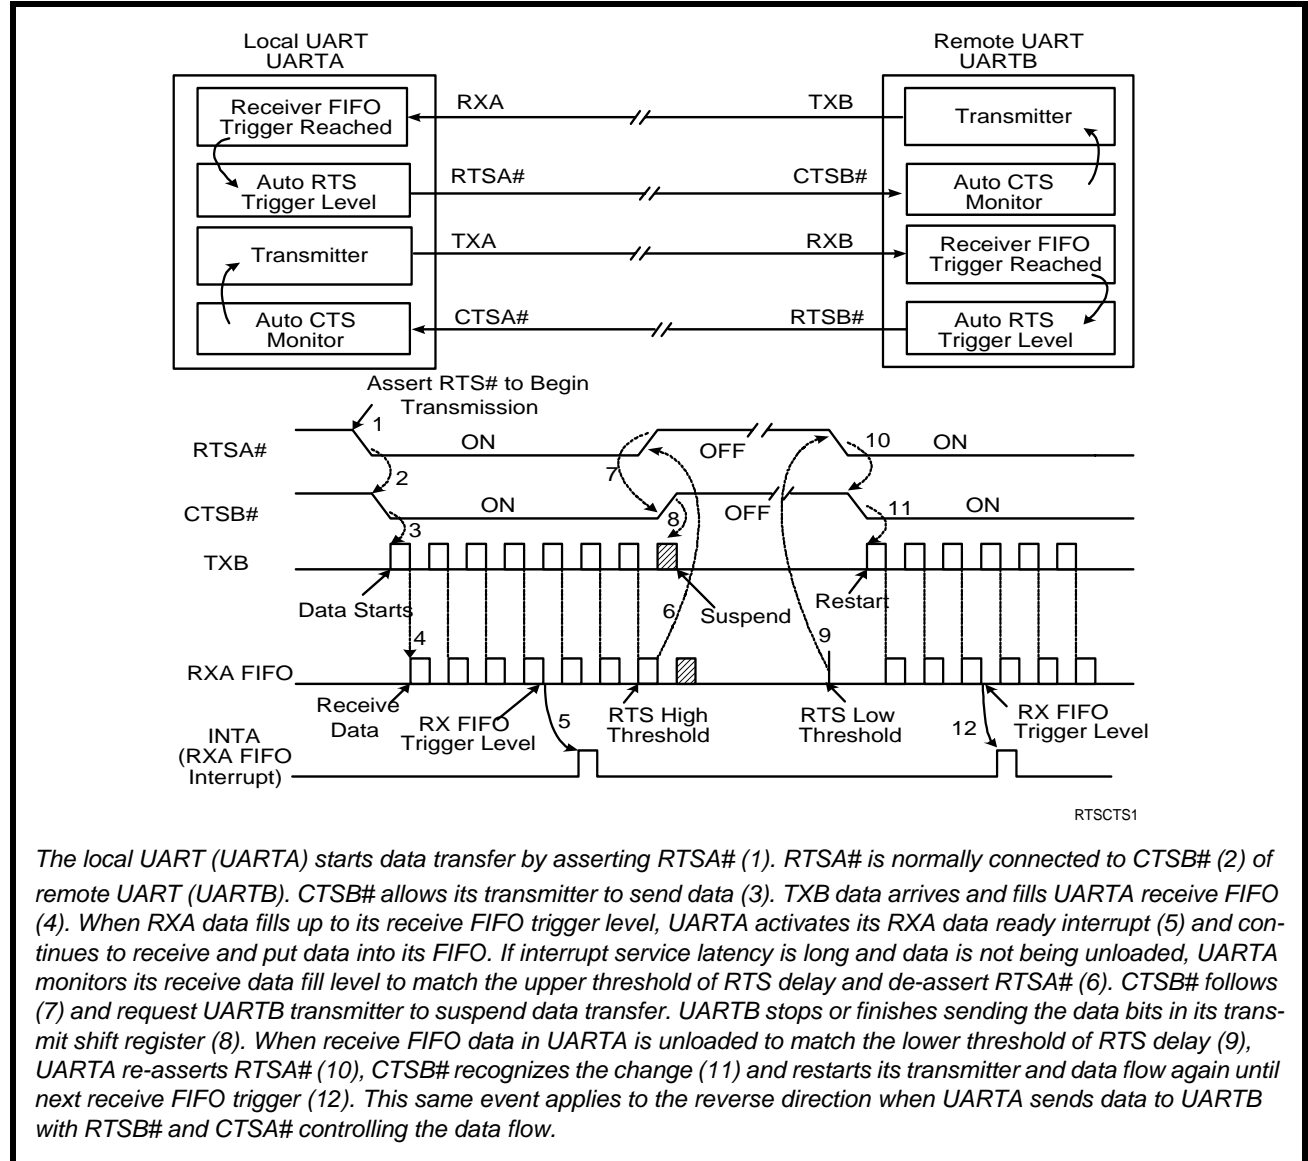 Local UART
UARTA
Remote UART
UARTB
Receiver FIFO
Trigger Reached
RXA
TXB
Transmitter
Auto RTS
Trigger Level
RTSA#
CTSB#
Auto CTS
Monitor
Transmitter
TXA
RXB
Receiver FIFO
Trigger Reached
Auto CTS
Monitor
CTSA#
RTSB#
Auto RTS
Trigger Level
Assert RTS# to Begin
Transmission
1
RTSA#
ON
7
OFF
10
ON
2
CTSB#
ON
8
OFF
11
ON
3
TXB
Data Starts
6
Suspend
Restart
4
9
RXA FIFO
Receive
Data
RX FIFO
Trigger Level
5
RTS High
Threshold
RTS Low
Threshold
12
RX FIFO
Trigger Level
INTA
(RXA FIFO
Interrupt)
RTSCTS1
The local UART (UARTA) starts data transfer by asserting RTSA# (1). RTSA# is normally connected to CTSB# (2) of
remote UART (UARTB). CTSB# allows its transmitter to send data (3). TXB data arrives and fills UARTA receive FIFO
(4). When RXA data fills up to its receive FIFO trigger level, UARTA activates its RXA data ready interrupt (5) and con-
tinues to receive and put data into its FIFO. If interrupt service latency is long and data is not being unloaded, UARTA
monitors its receive data fill level to match the upper threshold of RTS delay and de-assert RTSA# (6). CTSB# follows
(7) and request UARTB transmitter to suspend data transfer. UARTB stops or finishes sending the data bits in its trans-
mit shift register (8). When receive FIFO data in UARTA is unloaded to match the lower threshold of RTS delay (9),
UARTA re-asserts RTSA# (10), CTSB# recognizes the change (11) and restarts its transmitter and data flow again until
next receive FIFO trigger (12). This same event applies to the reverse direction when UARTA sends data to UARTB
with RTSB# and CTSA# controlling the data flow.